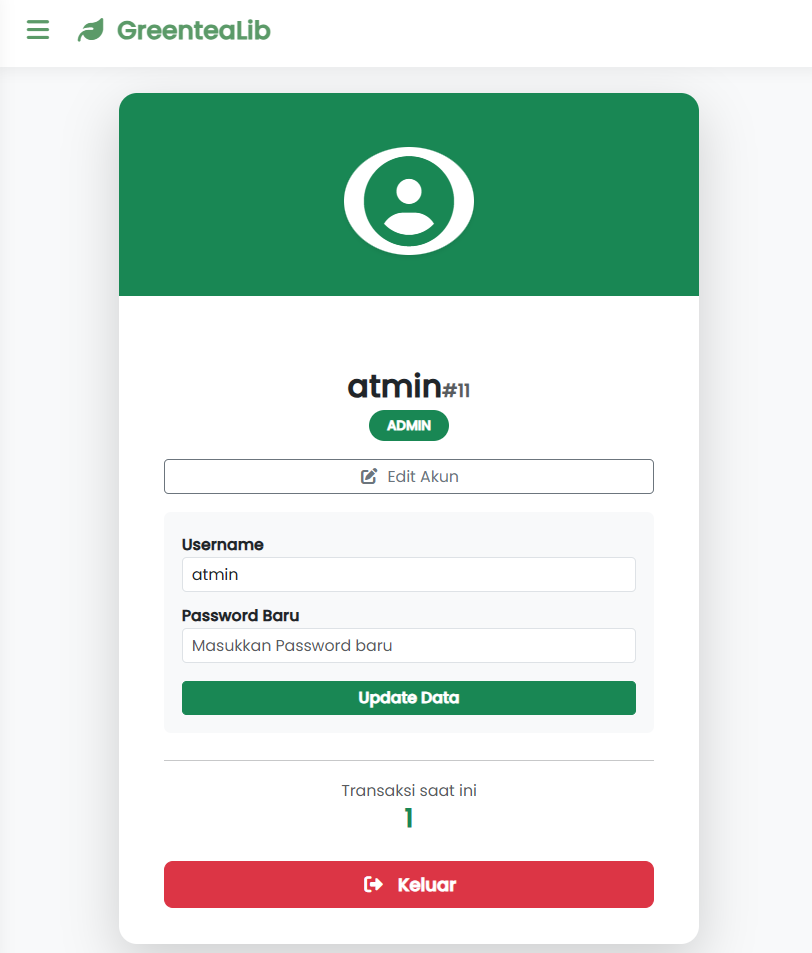 GreenteaLib
atmin#11
ADMIN
Edit Akun
Username
atmin
Password Baru
Masukkan Password baru
Update Data
Transaksi saat ini
1
Keluar